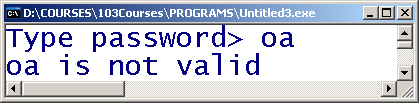 D:\COURSES\103Courses\PROGRAMS\Untitled3.exe
Type password> oa
oa is not valid